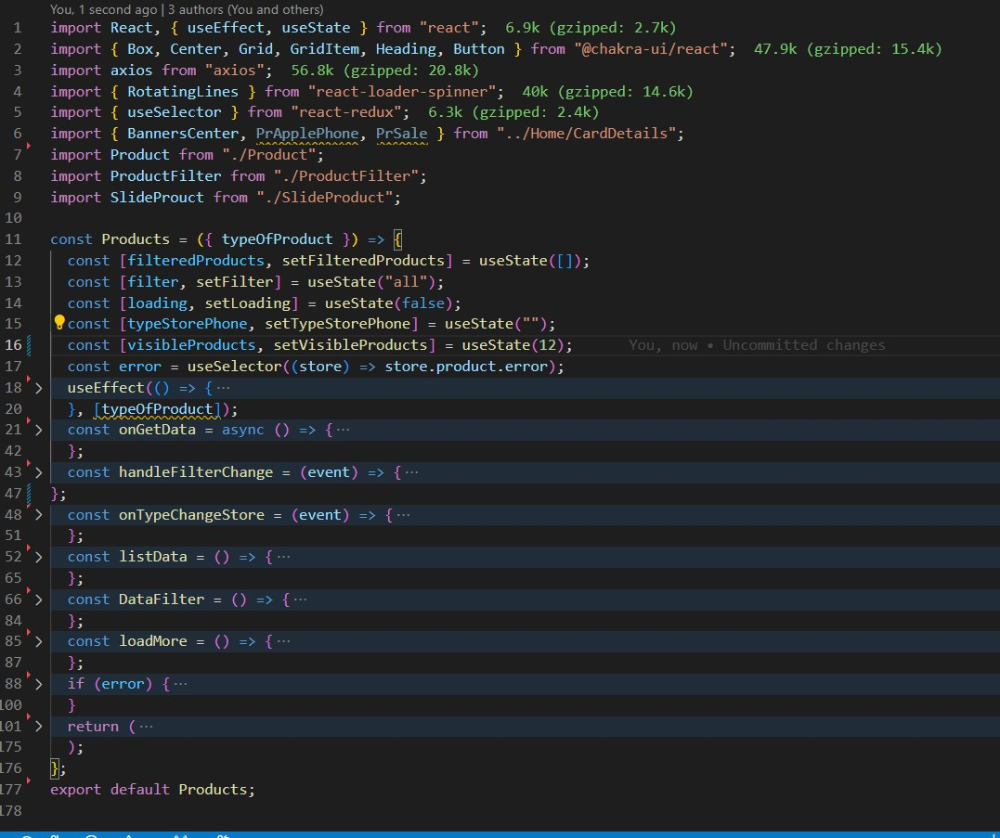 You, 1 second ago | 3 authors (You and others)
1 import React, { useEffect, useState } from "react"; 6.9k (gzipped: 2.7k)
2 import { Box, Center, Grid, GridItem, Heading, Button } from "@chakra-ui/react"; 47.9k (gzipped: 15.4k)
3 import axios from "axios"; 56.8k (gzipped: 20.8k)
4 import { RotatingLines } from "react-loader-spinner"; 40k (gzipped: 14.6k)
5 import { useSelector } from "react-redux"; 6.3k (gzipped: 2.4k)
6 import { BannersCenter, PrApplePhone, PrSale } from "../Home/CardDetails";
7 import Product from "./Product";
8 import ProductFilter from "./ProductFilter";
9 import SlideProuct from "./SlideProduct";
10
11 const Products = ({ typeOfProduct }) => {
12 const [filteredProducts, setFilteredProducts] = useState([]);
13 const [filter, setFilter] = useState("all");
14 const [loading, setLoading] = useState(false);
15 const [typeStorePhone, setTypeStorePhone] = useState("");
16 const [visibleProducts, setVisibleProducts] = useState(12); You, now • Uncommitted changes
17 const error = useSelector((store) => store.product.error);
18 useEffect(() => { ···
20 }, [typeOfProduct]);
21 const onGetData = async () => { ···
42 };
43 const handleFilterChange = (event) => { ···
47 };
48 const onTypeChangeStore = (event) => { ···
51 };
52 const listData = () => { ···
65 };
66 const DataFilter = () => { ···
84 };
85 const loadMore = () => { ···
87 };
88 if (error) { ···
100 }
101 return ( ···
175 );
176 };
177 export default Products;
178